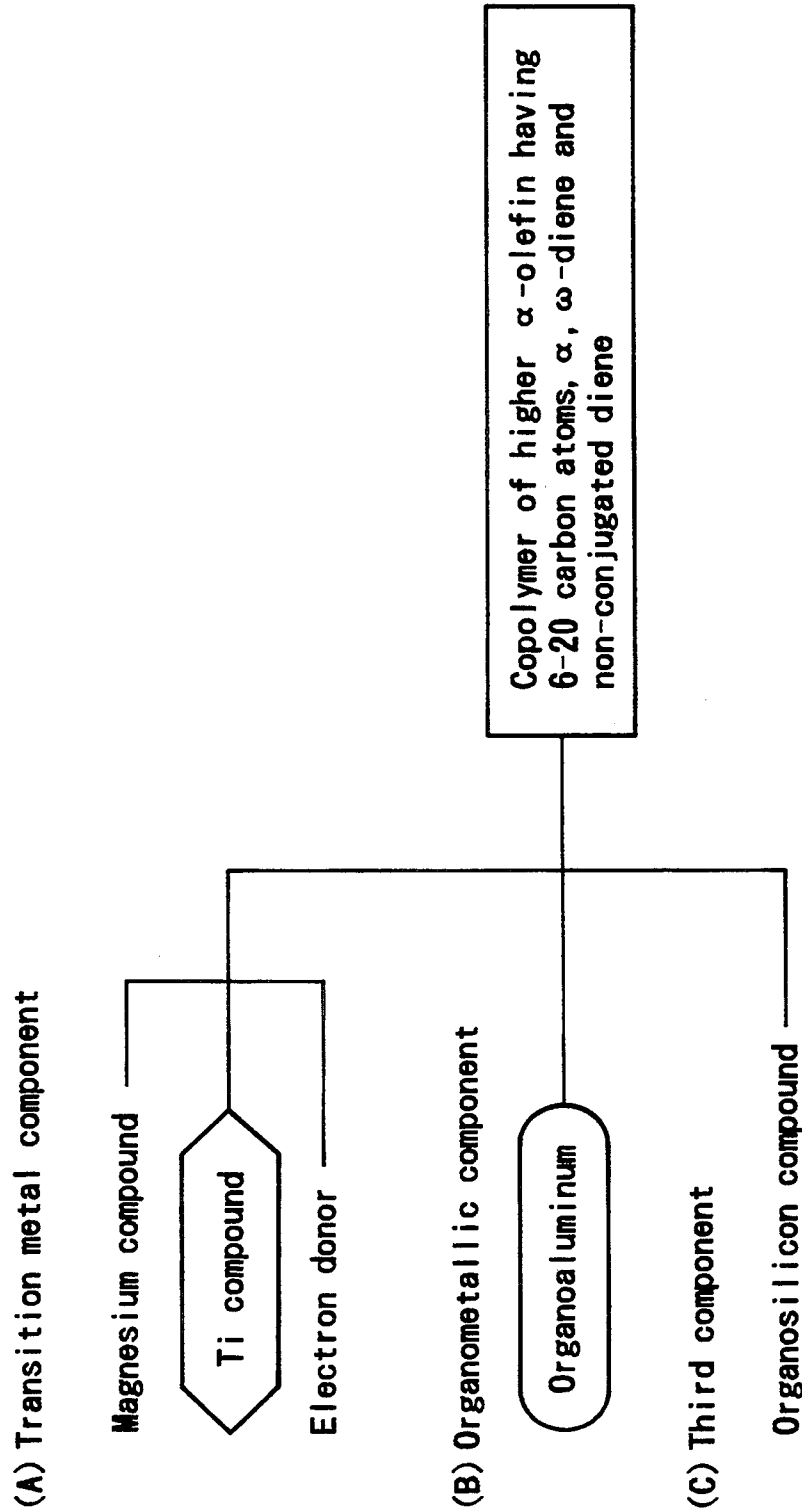 (A) Transition metal component
Magnesium compound
Ti compound
Electron donor
(B) Organometallic component
Organoaluminum
(C) Third component
Organosilicon compound
Copolymer of higher α-olefin having
6-20 carbon atoms, α, ω-diene and
non-conjugated diene